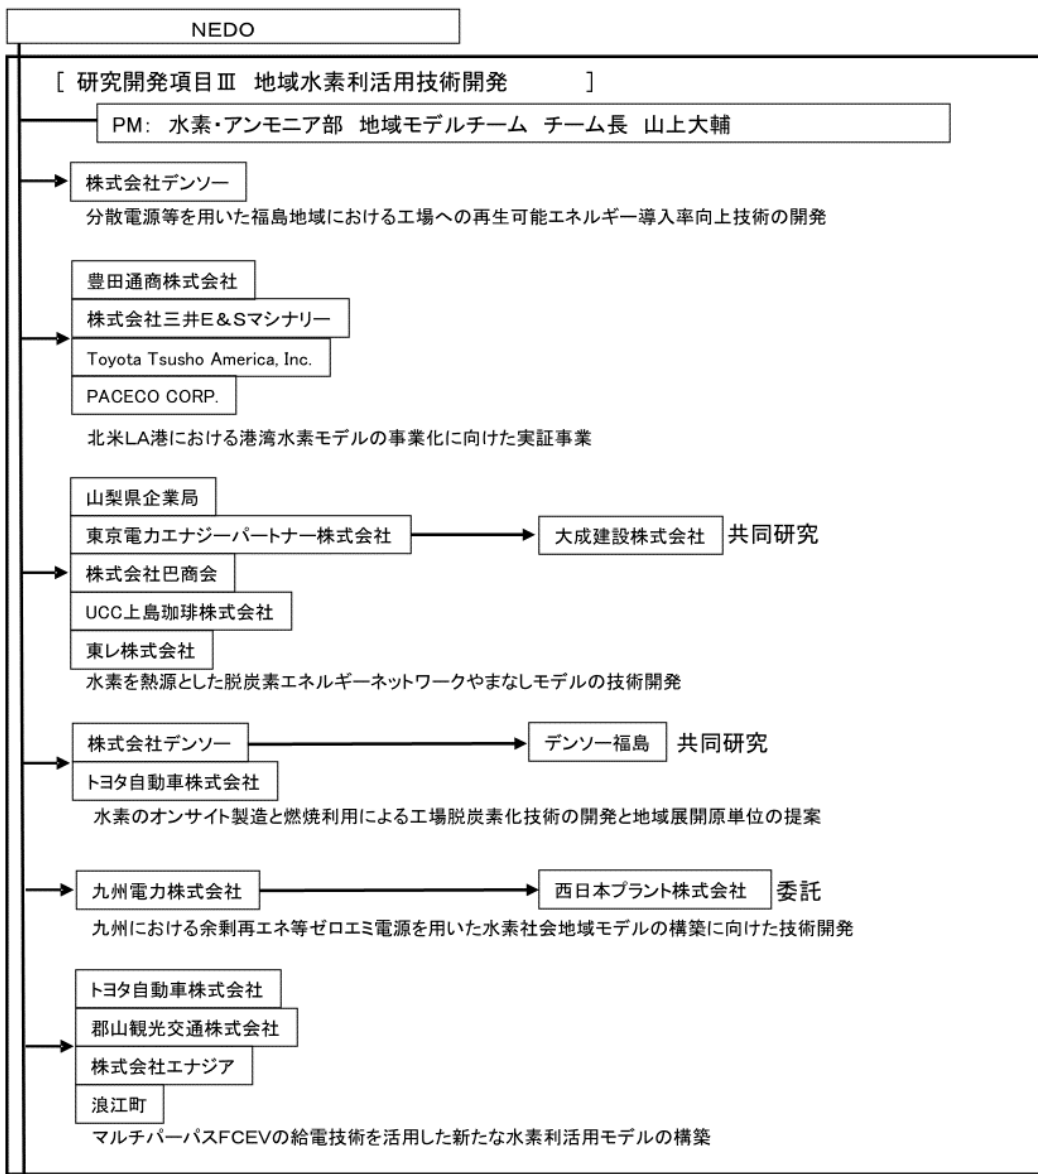 NEDO
[ 研究開発項目Ⅲ 地域水素利活用技術開発 ]
PM: 水素・アンモニア部 地域モデルチーム チーム長 山上大輔
株式会社デンソー
分散電源等を用いた福島地域における工場への再生可能エネルギー導入率向上技術の開発
豊田通商株式会社
株式会社三井E&Sマシナリー
Toyota Tsusho America, Inc.
PACECO CORP.
北米LA港における港湾水素モデルの事業化に向けた実証事業
山梨県企業局
東京電力エナジーパートナー株式会社 大成建設株式会社 共同研究
株式会社巴商会
UCC上島珈琲株式会社
東レ株式会社
水素を熱源とした脱炭素エネルギーネットワークやまなしモデルの技術開発
株式会社デンソー デンソー福島 共同研究
トヨタ自動車株式会社
水素のオンサイト製造と燃焼利用による工場脱炭素化技術の開発と地域展開原単位の提案
九州電力株式会社 西日本プラント株式会社 委託
九州における余剰再エネ等ゼロエミ電源を用いた水素社会地域モデルの構築に向けた技術開発
トヨタ自動車株式会社
郡山観光交通株式会社
株式会社エナジア
浪江町
マルチパーパスFCEVの給電技術を活用した新たな水素利活用モデルの構築